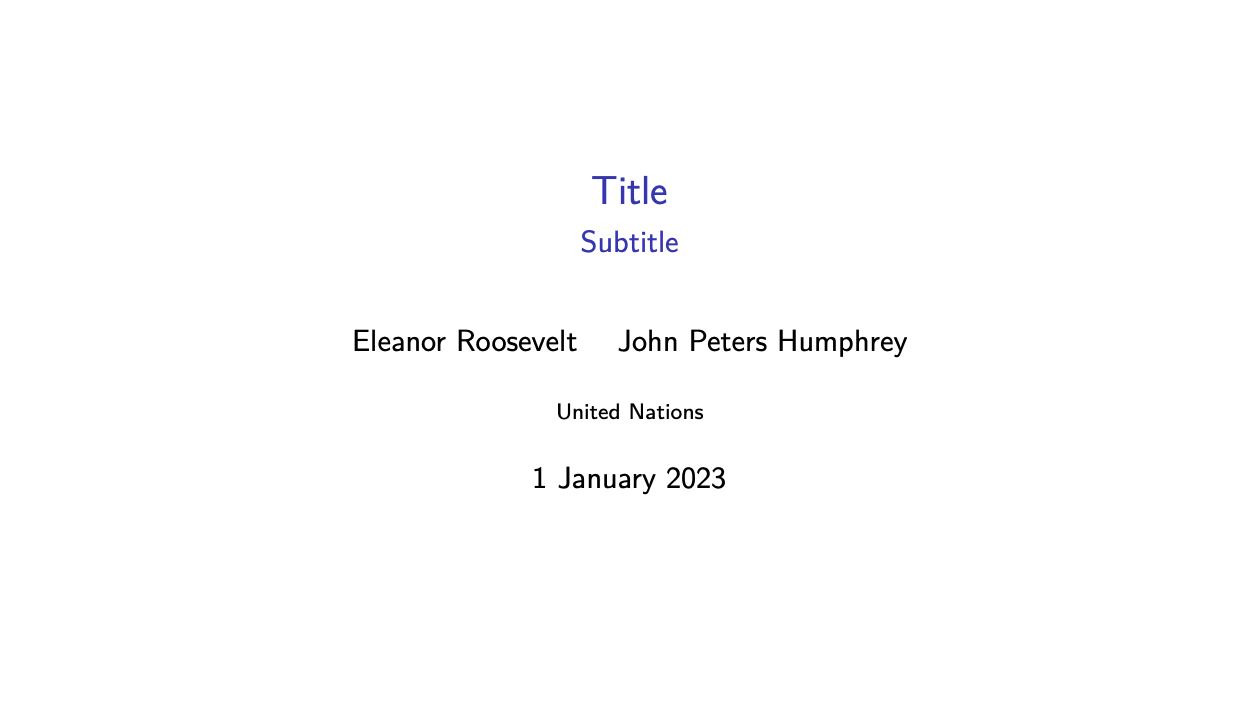 Title
Subtitle
Eleanor Roosevelt John Peters Humphrey
United Nations
1 January 2023